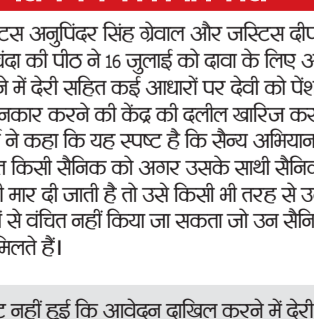 टिस अनुपिंदर सिंह ग्रेवाल और जस्टिस दीप
चंदा की पीठ ने 16 जुलाई को दावा के लिए अ
ने में देरी सहित कई आधारों पर देवी को पें
नकार करने की केंद्र की दलील खारिज कर
ने कहा कि यह स्पष्ट है कि सैन्य अभियान
त किसी सैनिक को अगर उसके साथी सैनि
मार दी जाती है तो उसे किसी भी तरह से उ
से वंचित नहीं किया जा सकता जो उन सैनि
मिलते हैं।
नहीं हुई कि आवेदन दाखिल करने में देरी